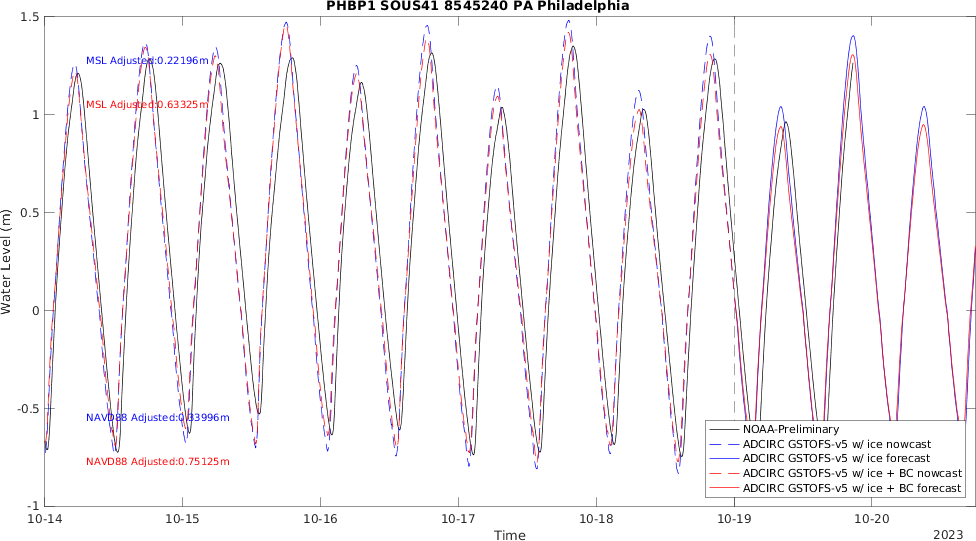 PHBP1 SOUS41 8545240 PA Philadelphia
1.5
1
0.5
0
-0.5
-1
Water Level (m)
MSL Adjusted:0.22196m
MSL Adjusted:0.63325m
NAVD88 Adjusted:0.33996m
NAVD88 Adjusted:0.75125m
NOAA-Preliminary
ADCIRC GSTOFS-v5 w/ ice nowcast
ADCIRC GSTOFS-v5 w/ ice forecast
ADCIRC GSTOFS-v5 w/ ice + BC nowcast
ADCIRC GSTOFS-v5 w/ ice + BC forecast
10-14 10-15 10-16 10-17 10-18 10-19 10-20
Time
2023